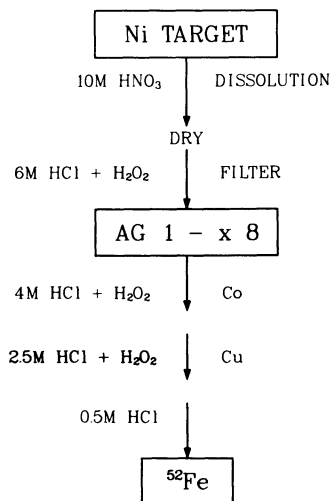 Ni TARGET
10M HNO₃ DISSOLUTION
DRY
6M HCl + H₂O₂ FILTER
AG 1 - x 8
4M HCl + H₂O₂ Co
2.5M HCl + H₂O₂ Cu
0.5M HCl
⁵²Fe